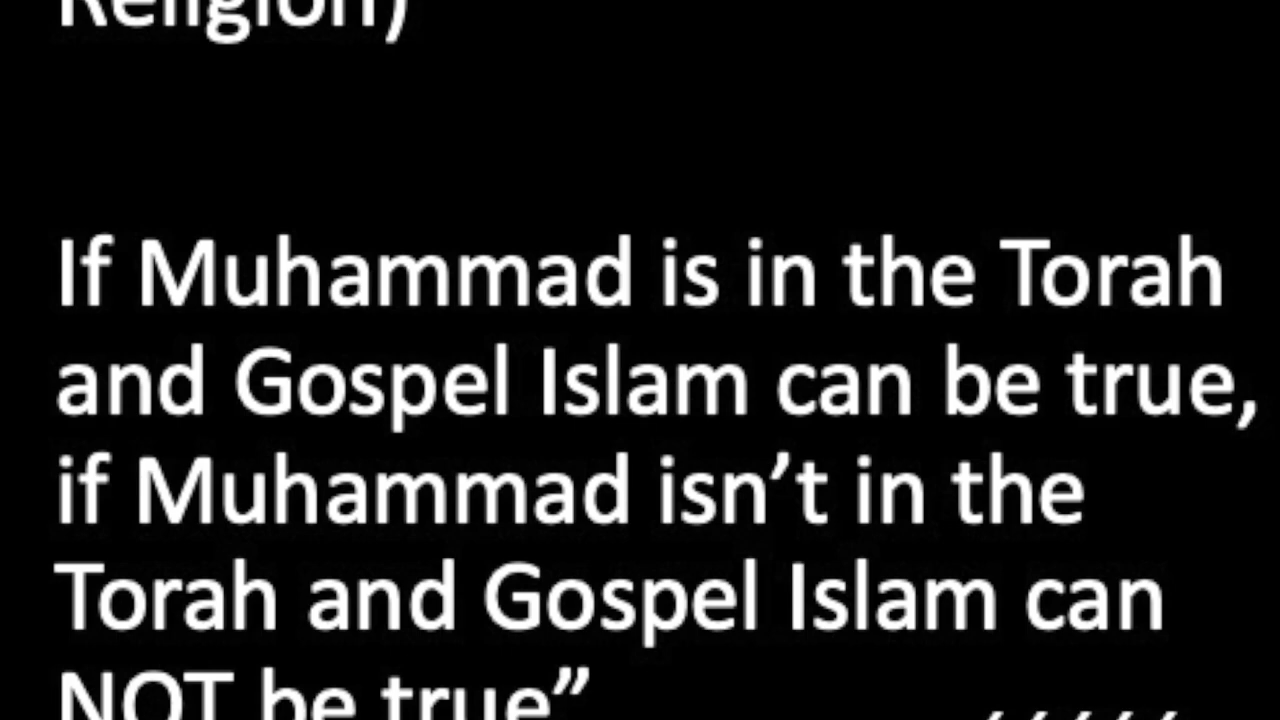 Religion)
If Muhammad is in the Torah
and Gospel Islam can be true,
if Muhammad isn’t in the
Torah and Gospel Islam can
NOT be true”